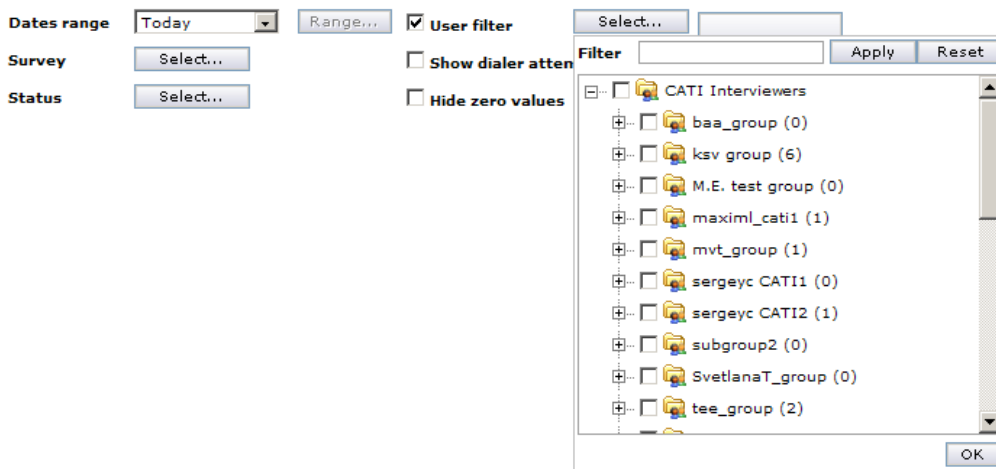 Dates range Today Range... User filter Select...
Survey Select... Show dialer atten
Status Select... Hide zero values
Filter Apply Reset
CATI Interviewers
baa_group (0)
ksv group (6)
M.E. test group (0)
maximl_cati1 (1)
mvt_group (1)
sergeyc CATI1 (0)
sergeyc CATI2 (1)
subgroup2 (0)
SvetlanaT_group (0)
tee_group (2)
OK